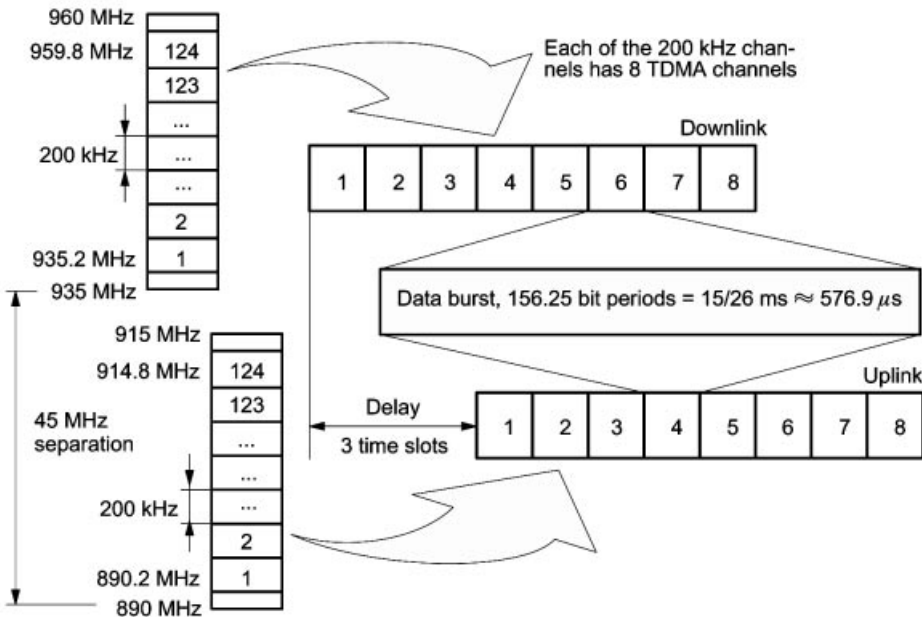 960 MHz
959.8 MHz
124
123
...
200 kHz
...
...
2
935.2 MHz
1
935 MHz
Each of the 200 kHz chan-
nels has 8 TDMA channels
Downlink
1 2 3 4 5 6 7 8
Data burst, 156.25 bit periods = 15/26 ms ≈ 576.9 μs
45 MHz
separation
915 MHz
914.8 MHz
124
123
...
...
200 kHz
...
2
890.2 MHz
1
890 MHz
Delay
3 time slots
Uplink
1 2 3 4 5 6 7 8